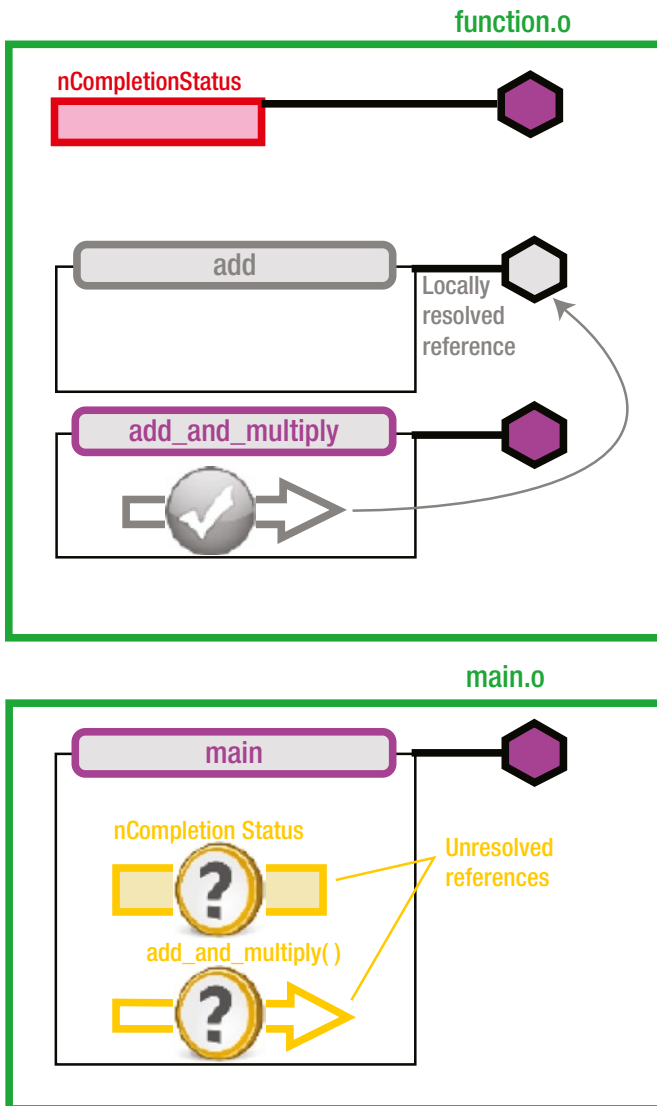 function.o
nCompletionStatus
add
Locally
resolved
reference
add_and_multiply
main.o
main
nCompletion Status
?
Unresolved
references
add_and_multiply( )
?